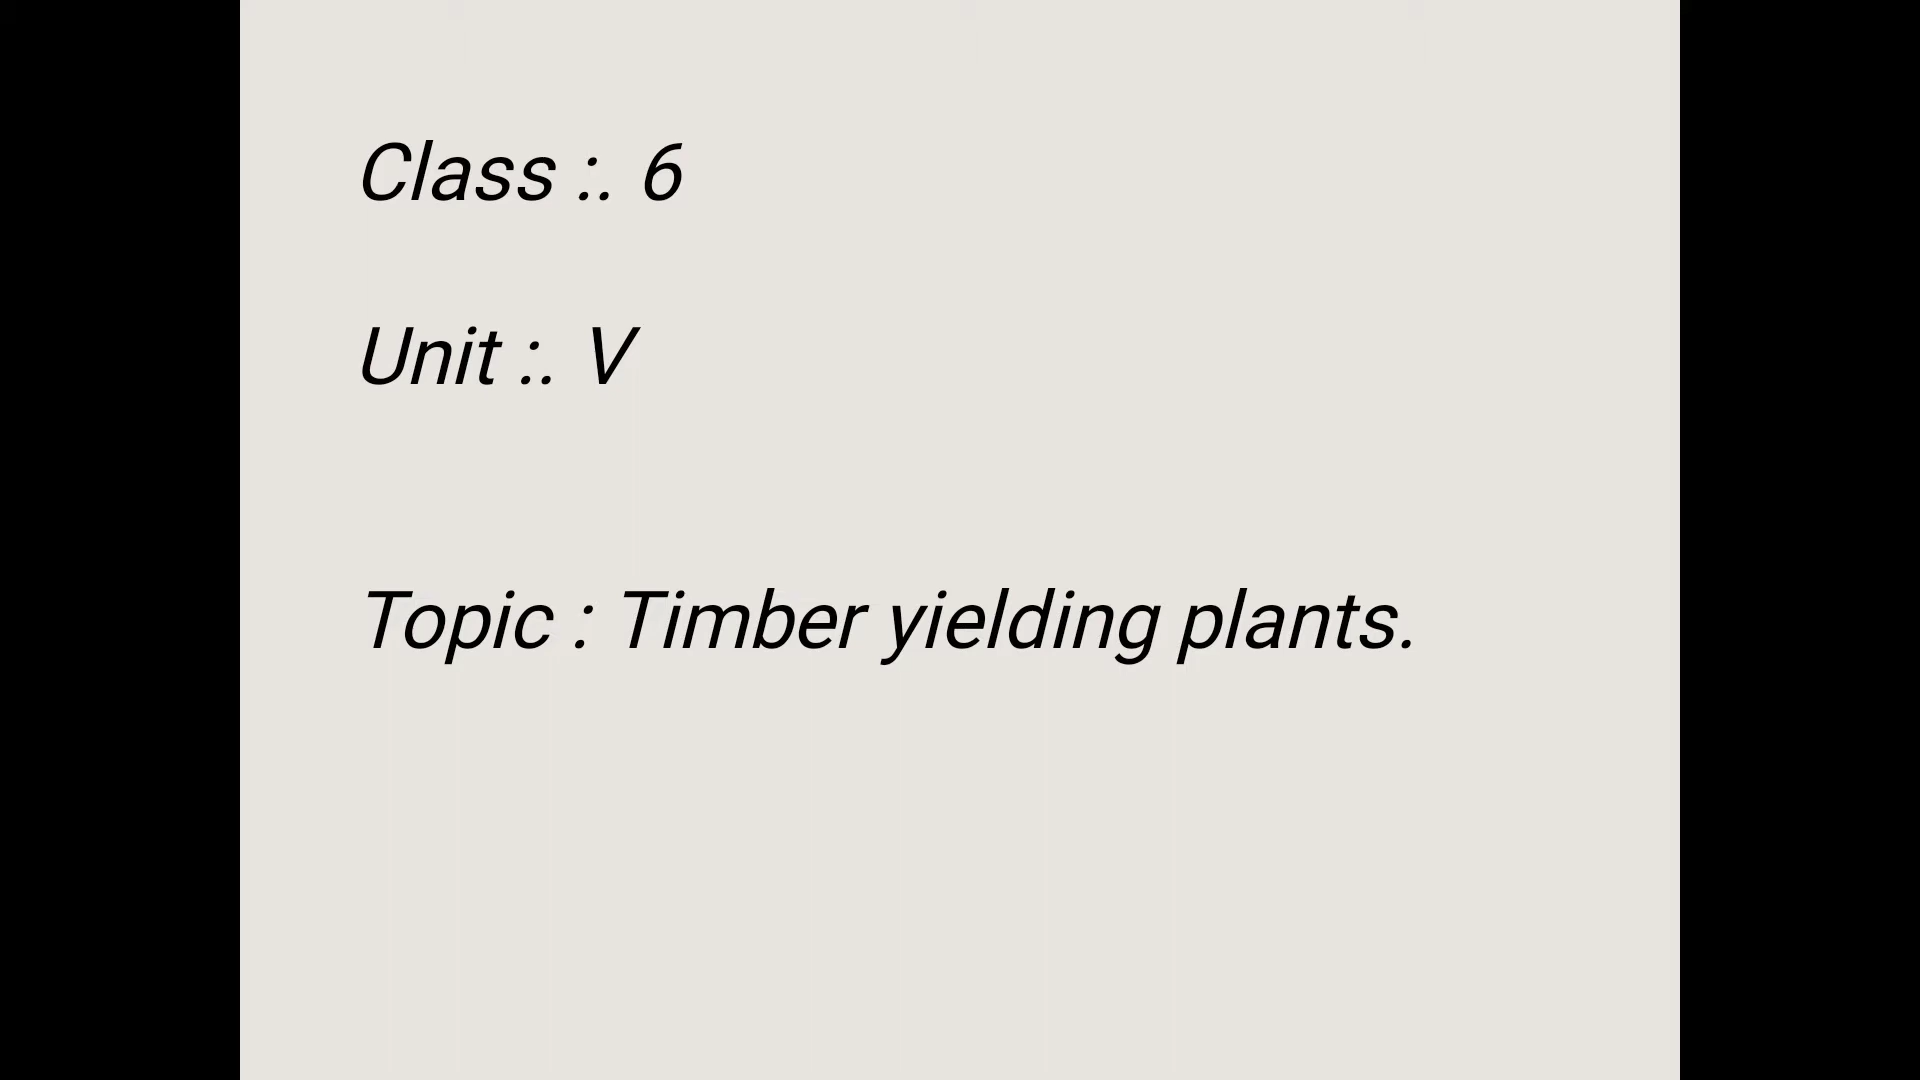 Class :. 6
Unit :. V
Topic : Timber yielding plants.